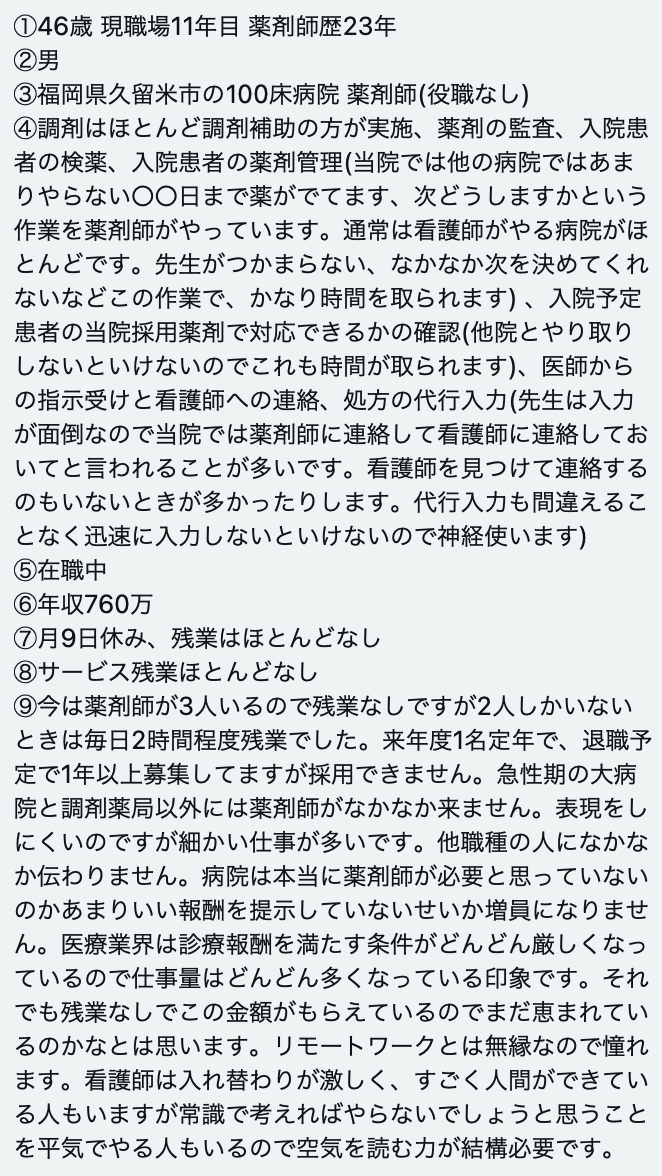 ①46歳 現職場11年目 薬剤師歴23年
②男
③福岡県久留米市の100床病院 薬剤師(役職なし)
④調剤はほとんど調剤補助の方が実施、薬剤の監査、入院患
者の検薬、入院患者の薬剤管理(当院では他の病院ではあま
りやらない〇〇日まで薬がでてます、次どうしますかという
作業を薬剤師がやっています。通常は看護師がやる病院がほ
とんどです。先生がつかまらない、なかなか次を決めてくれ
ないなどこの作業で、かなり時間を取られます) 、入院予定
患者の当院採用薬剤で対応できるかの確認(他院とやり取り
しないといけないのでこれも時間が取られます)、医師から
の指示受けと看護師への連絡、処方の代行入力(先生は入力
が面倒なので当院では薬剤師に連絡して看護師に連絡してお
いてと言われることが多いです。看護師を見つけて連絡する
のもいないときが多かったりします。代行入力も間違えるこ
となく迅速に入力しないといけないので神経使います)
⑤在職中
⑥年収760万
⑦月9日休み、残業はほとんどなし
⑧サービス残業ほとんどなし
⑨今は薬剤師が3人いるので残業なしですが2人しかいない
ときは毎日2時間程度残業でした。来年度1名定年で、退職予
定で1年以上募集してますが採用できません。急性期の大病
院と調剤薬局以外には薬剤師がなかなか来ません。表現をし
にくいのですが細かい仕事が多いです。他職種の人になかな
か伝わりません。病院は本当に薬剤師が必要と思っていない
のかあまりいい報酬を提示していないせいか増員になりませ
ん。医療業界は診療報酬を満たす条件がどんどん厳しくなっ
ているので仕事量はどんどん多くなっている印象です。それ
でも残業なしでこの金額がもらえているのでまだ恵まれてい
るのかなとは思います。リモートワークとは無縁なので憧れ
ます。看護師は入れ替わりが激しく、すごく人間ができてい
る人もいますが常識で考えればやらないでしょうと思うこと
を平気でやる人もいるので空気を読む力が結構必要です。